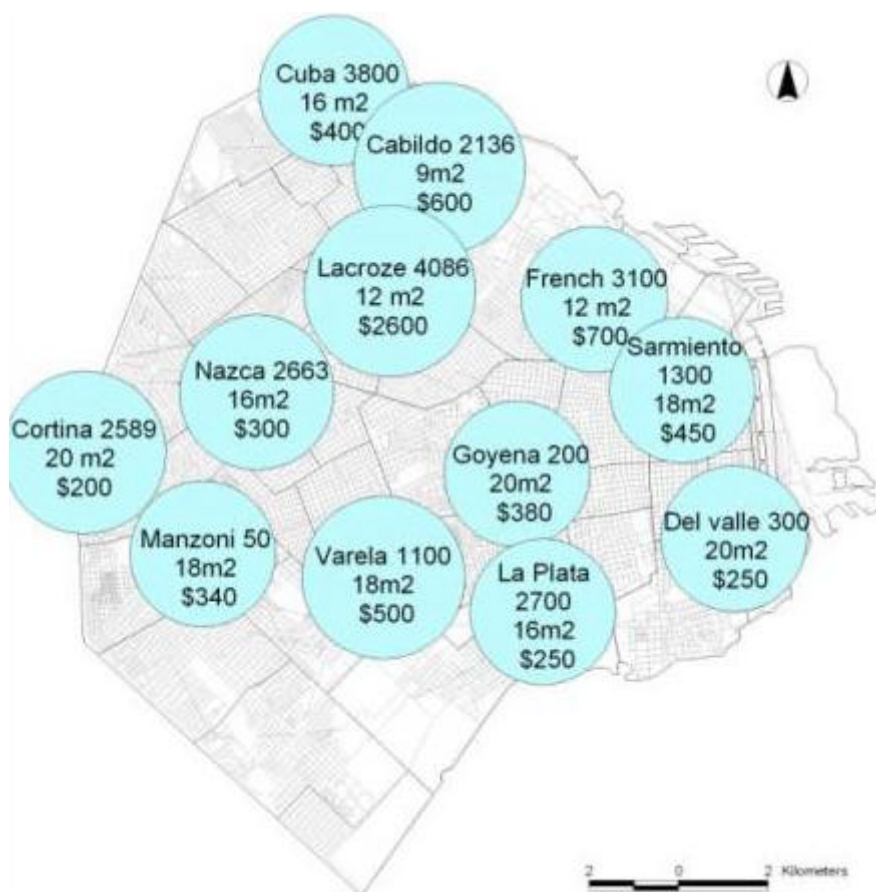 Cuba 3800
16 m2
$400
Cabildo 2136
9m2
$600
Lacroze 4086
12 m2
$2600
French 3100
12 m2
$700
Sarmiento
1300
18m2
$450
Nazca 2663
16m2
$300
Cortina 2589
20 m2
$200
Goyena 200
20m2
$380
Manzoni 50
18m2
$340
Varela 1100
18m2
$500
La Plata
2700
16m2
$250
Del valle 300
20m2
$250
2 0 2 Kilometers